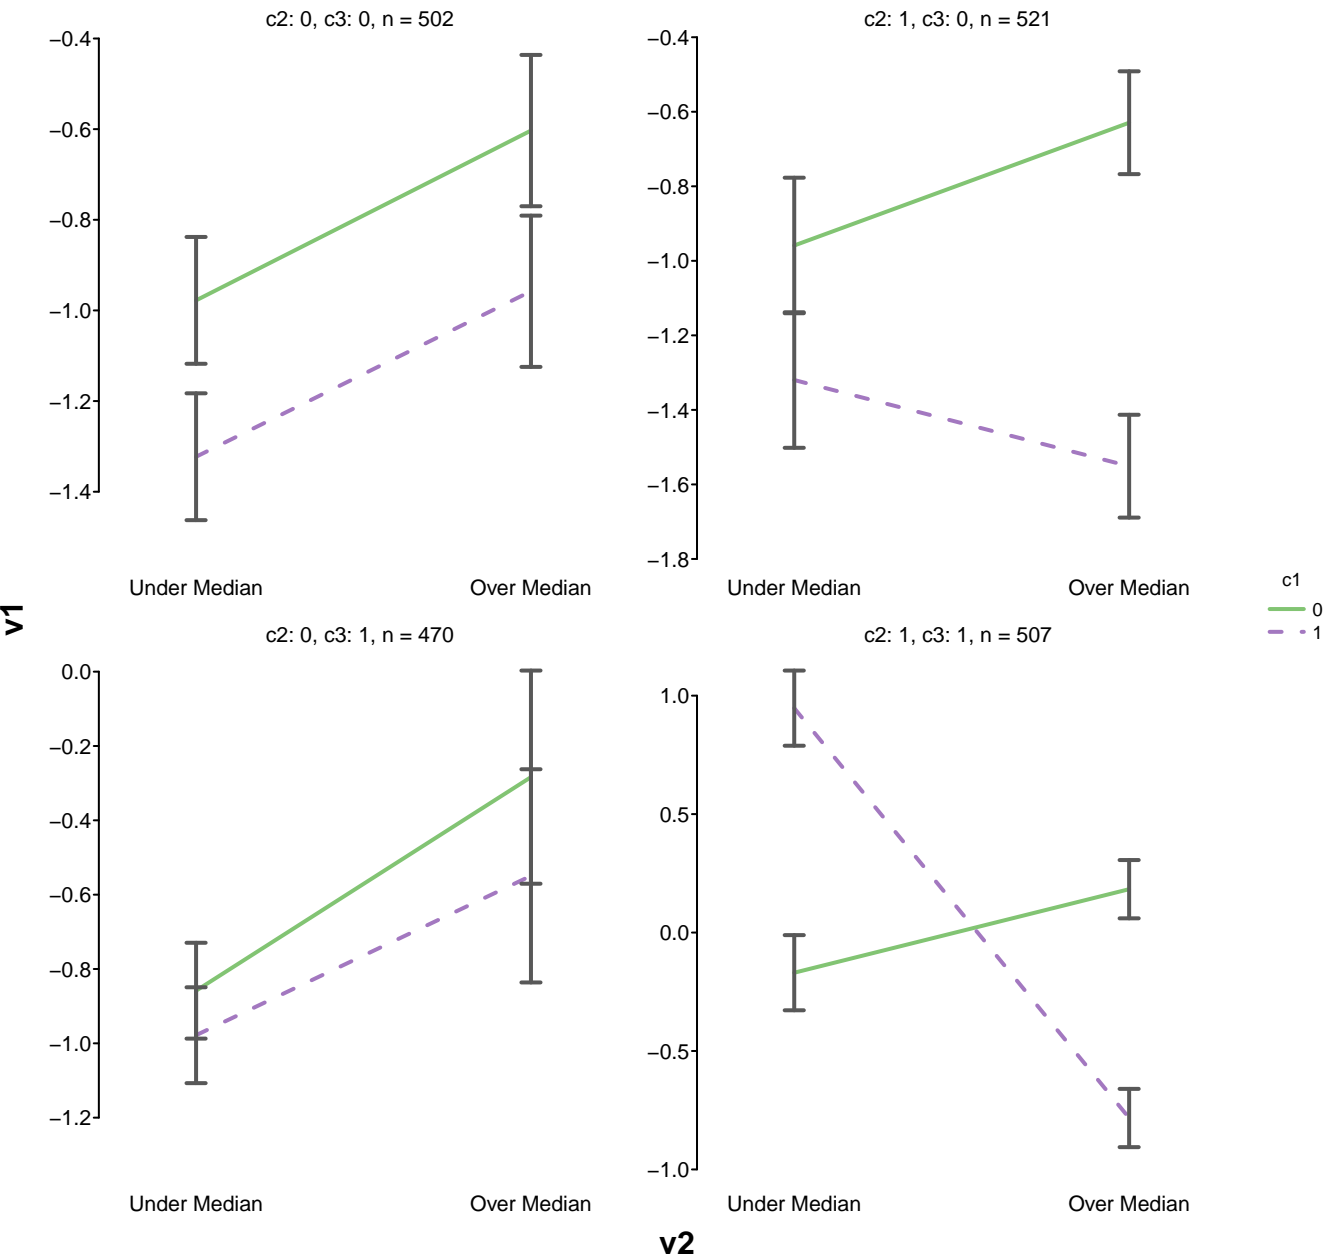 c2: 0, c3: 0, n = 502
−0.4
−0.6
−0.8
−1.0
−1.2
−1.4
Under Median
Over Median
c2: 1, c3: 0, n = 521
−0.4
−0.6
−0.8
−1.0
−1.2
−1.4
−1.6
−1.8
Under Median
Over Median
c2: 0, c3: 1, n = 470
0.0
−0.2
−0.4
−0.6
−0.8
−1.0
−1.2
Under Median
Over Median
c2: 1, c3: 1, n = 507
1.0
0.5
0.0
−0.5
−1.0
Under Median
Over Median
v1
v2
c1
0
1